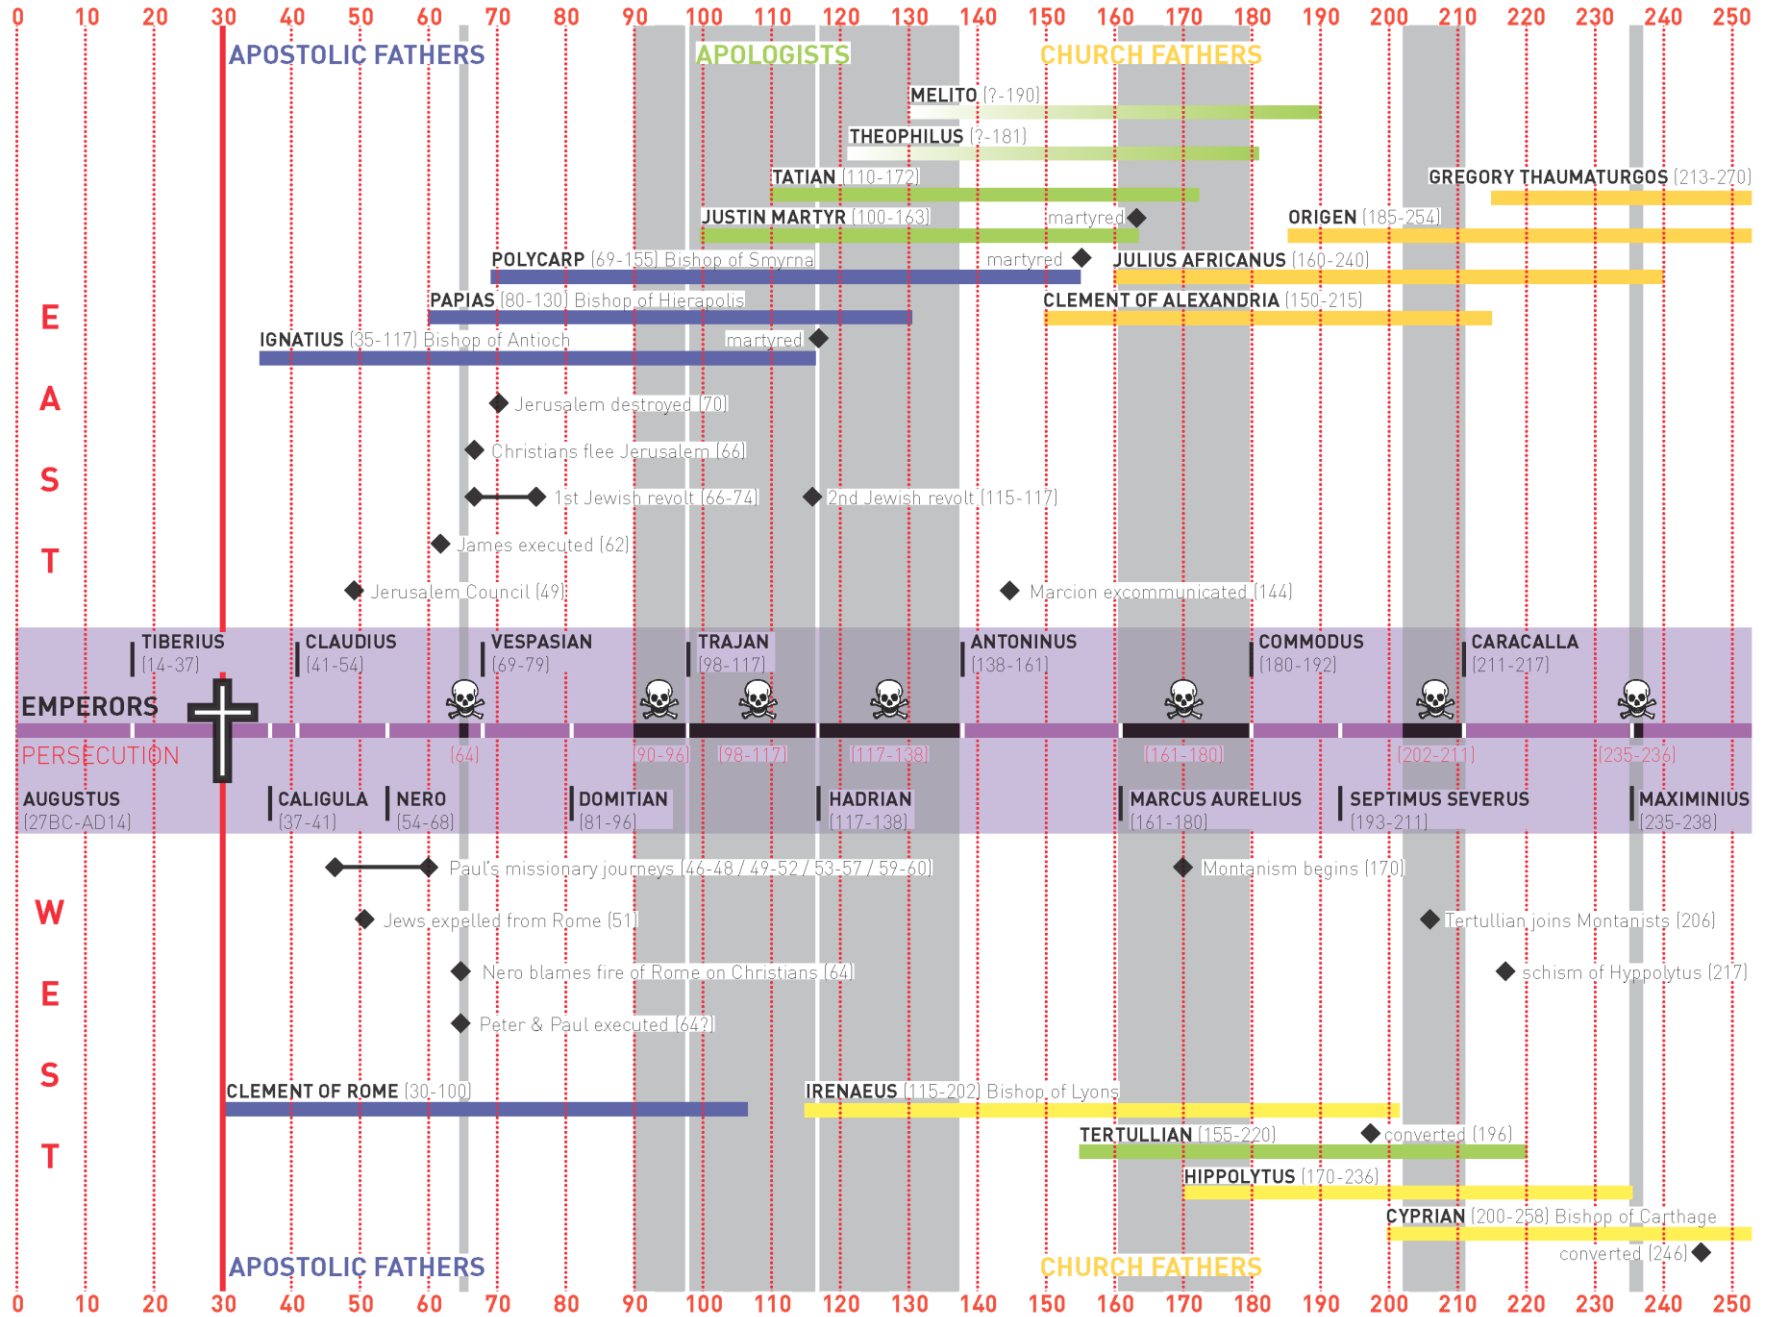 0 10 20 30 40 50 60 70 80 90 100 110 120 130 140 150 160 170 180 190 200 210 220 230 240 250
APOSTOLIC FATHERS
APOLOGISTS
CHURCH FATHERS
MELITO (?-190)
THEOPHILUS (?-181)
TATIAN (110-172)
GREGORY THAUMATURGOS (213-270)
JUSTIN MARTYR (100-163)
martyred
ORIGEN (185-254)
POLYCARP (69-155) Bishop of Smyrna
martyred
JULIUS AFRICANUS (160-240)
PAPIAS (80-130) Bishop of Hierapolis
CLEMENT OF ALEXANDRIA (150-215)
IGNATIUS (35-117) Bishop of Antioch
martyred
EAST
Jerusalem destroyed (70)
Christians flee Jerusalem (66)
1st Jewish revolt (66-74)
2nd Jewish revolt (115-117)
James executed (62)
Jerusalem Council (49)
Marcion excommunicated (144)
TIBERIUS
(14-37)
CLAUDIUS
(41-54)
VESPASIAN
(69-79)
TRAJAN
(98-117)
ANTONINUS
(138-161)
COMMODUS
(180-192)
CARACALLA
(211-217)
EMPERORS
PERSECUTION
(64)
(90-96)
(98-117)
(117-138)
(161-180)
(202-211)
(235-236)
AUGUSTUS
(27BC-AD14)
CALIGULA
(37-41)
NERO
(54-68)
DOMITIAN
(81-96)
HADRIAN
(117-138)
MARCUS AURELIUS
(161-180)
SEPTIMUS SEVERUS
(193-211)
MAXIMINIUS
(235-238)
WEST
Paul's missionary journeys (46-48 / 49-52 / 53-57 / 59-60)
Montanism begins (170)
Jews expelled from Rome (51)
Tertullian joins Montanists (206)
Nero blames fire of Rome on Christians (64)
schism of Hyppolytus (217)
Peter & Paul executed (64?)
CLEMENT OF ROME (30-100)
IRENAEUS (115-202) Bishop of Lyons
TERTULLIAN (155-220)
converted (196)
HIPPOLYTUS (170-236)
CYPRIAN (200-258) Bishop of Carthage
converted (246)
APOSTOLIC FATHERS
CHURCH FATHERS
0 10 20 30 40 50 60 70 80 90 100 110 120 130 140 150 160 170 180 190 200 210 220 230 240 250